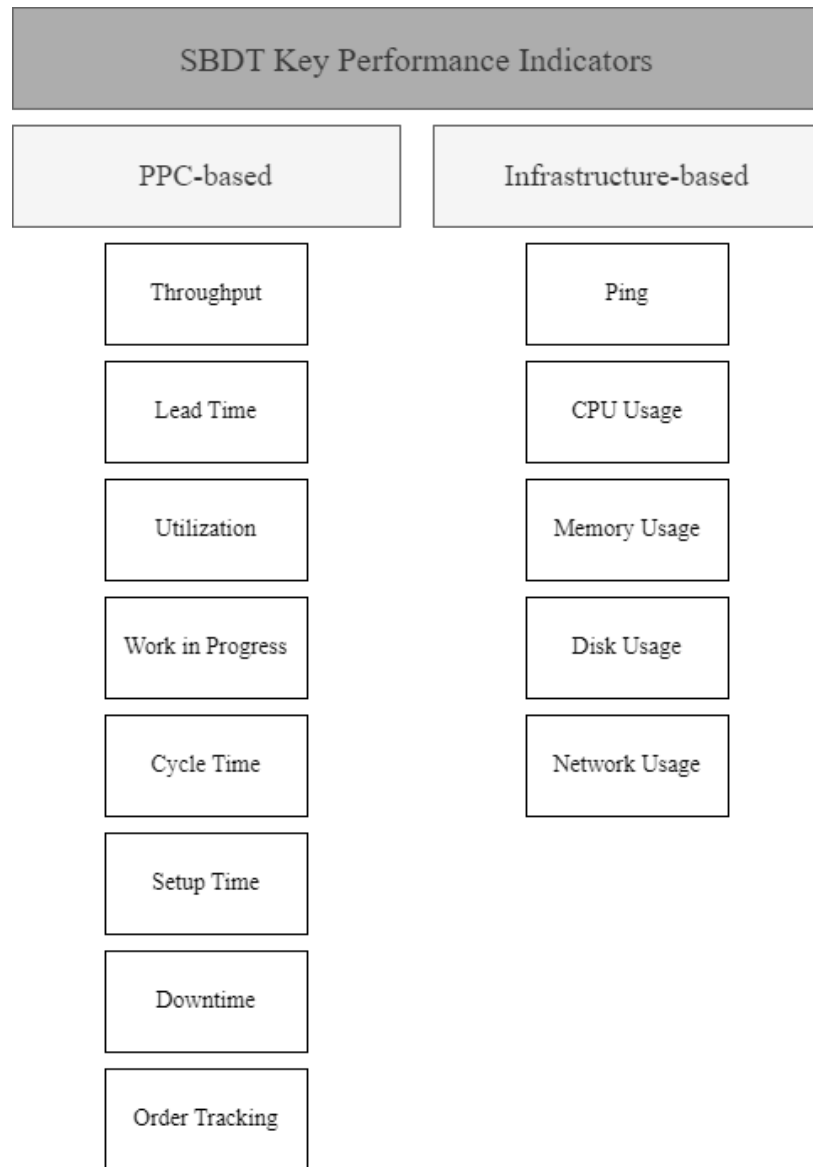 SBDT Key Performance Indicators
PPC-based
Infrastructure-based
Throughput
Ping
Lead Time
CPU Usage
Utilization
Memory Usage
Work in Progress
Disk Usage
Cycle Time
Network Usage
Setup Time
Downtime
Order Tracking